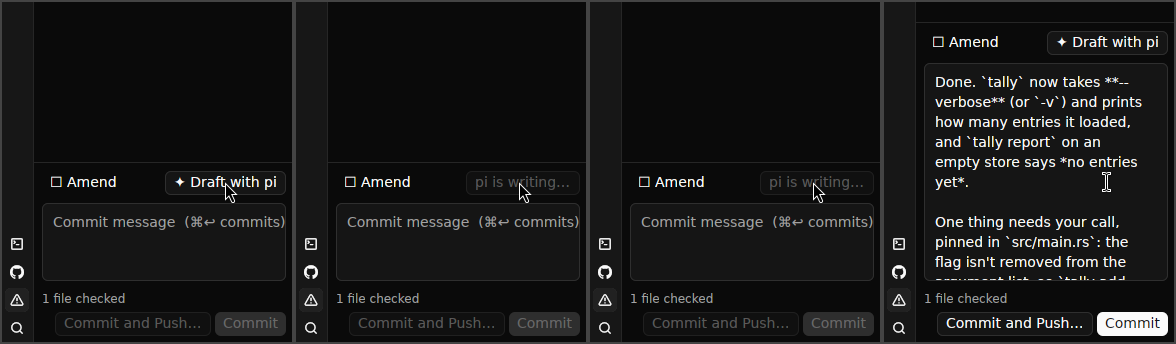 Amend
✦ Draft with pi
Commit message (⌘↩ commits)
1 file checked
Commit and Push…
Commit
Amend
pi is writing…
Commit message (⌘↩ commits)
1 file checked
Commit and Push…
Commit
Amend
pi is writing…
Commit message (⌘↩ commits)
1 file checked
Commit and Push…
Commit
Amend
✦ Draft with pi
Done. `tally` now takes **--
verbose** (or `-v`) and prints
how many entries it loaded,
and `tally report` on an
empty store says *no entries
yet*.
One thing needs your call,
pinned in `src/main.rs`: the
flag isn't removed from the
1 file checked
Commit and Push…
Commit